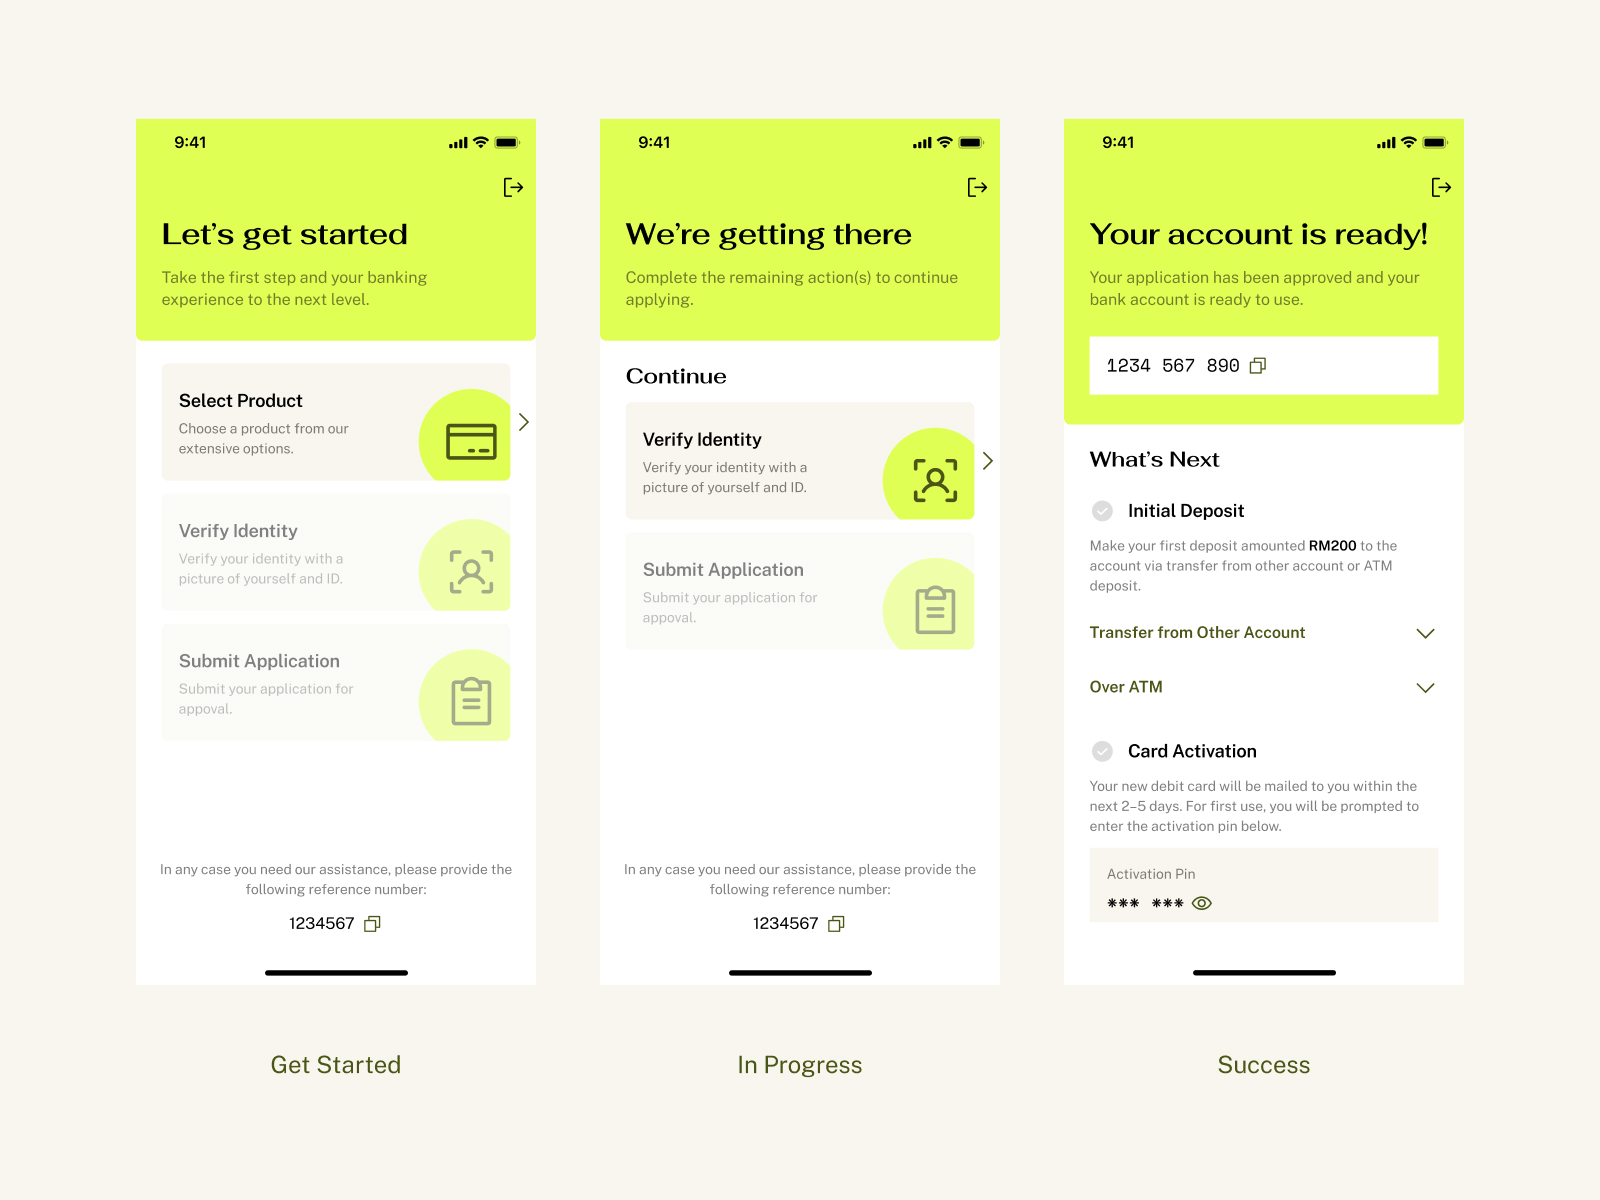 9:41
Let's get started
Take the first step and your banking
experience to the next level.
Select Product
Choose a product from our
extensive options.
Verify Identity
Verify your identity with a
picture of yourself and ID.
Submit Application
Submit your application for
appoval.
In any case you need our assistance, please provide the
following reference number:
1234567
Get Started
9:41
We're getting there
Complete the remaining action(s) to continue
applying.
Continue
Verify Identity
Verify your identity with a
picture of yourself and ID.
Submit Application
Submit your application for
appoval.
In any case you need our assistance, please provide the
following reference number:
1234567
In Progress
9:41
Your account is ready!
Your application has been approved and your
bank account is ready to use.
1234 567 890
What's Next
Initial Deposit
Make your first deposit amounted RM200 to the
account via transfer from other account or ATM
deposit.
Transfer from Other Account
Over ATM
Card Activation
Your new debit card will be mailed to you within the
next 2–5 days. For first use, you will be prompted to
enter the activation pin below.
Activation Pin
*** ***
Success